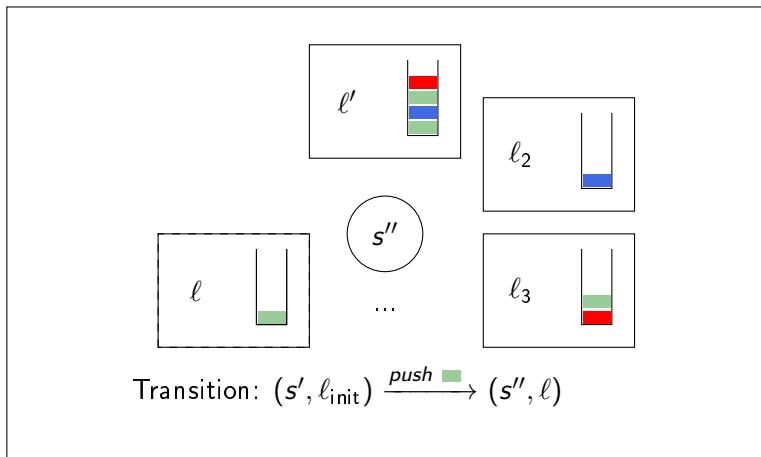 ℓ′
ℓ₂
s″
ℓ
ℓ₃
...
Transition: (s′, ℓ_init) push → (s″, ℓ)